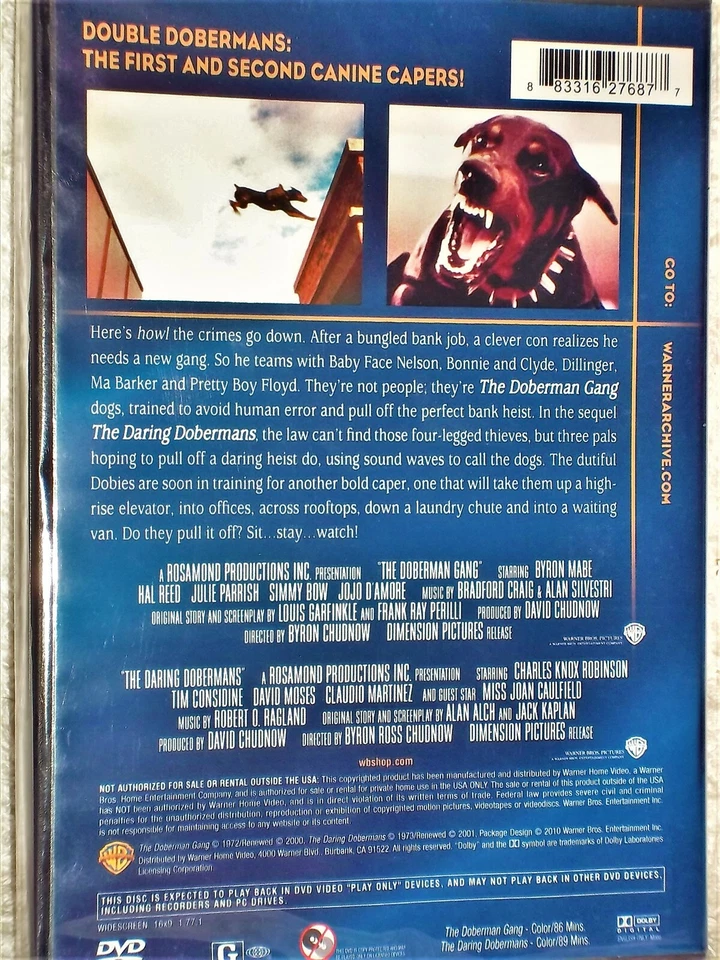 DOUBLE DOBERMANS:
THE FIRST AND SECOND CANINE CAPERS!
8 83316 27687 7
GO TO: WARNERARCHIVE.COM
Here's howl the crimes go down. After a bungled bank job, a clever con realizes he
needs a new gang. So he teams with Baby Face Nelson, Bonnie and Clyde, Dillinger,
Ma Barker and Pretty Boy Floyd. They're not people; they're The Doberman Gang
dogs, trained to avoid human error and pull off the perfect bank heist. In the sequel
The Daring Dobermans, the law can't find those four-legged thieves, but three pals
hoping to pull off a daring heist do, using sound waves to call the dogs. The dutiful
Dobies are soon in training for another bold caper, one that will take them up a high-
rise elevator, into offices, across rooftops, down a laundry chute and into a waiting
van. Do they pull it off? Sit...stay...watch!
A ROSAMOND PRODUCTIONS INC. PRESENTATION "THE DOBERMAN GANG" STARRING BYRON MABE
HAL REED JULIE PARRISH SIMMY BOW JOJO D'AMORE MUSIC BY BRADFORD CRAIG & ALAN SILVESTRI
ORIGINAL STORY AND SCREENPLAY BY LOUIS GARFINKLE AND FRANK RAY PERILLI PRODUCED BY DAVID CHUDNOW
DIRECTED BY BYRON CHUDNOW DIMENSION PICTURES RELEASE
WARNER BROS. PICTURES
"THE DARING DOBERMANS" A ROSAMOND PRODUCTIONS INC. PRESENTATION STARRING CHARLES KNOX ROBINSON
TIM CONSIDINE DAVID MOSES CLAUDIO MARTINEZ AND GUEST STAR MISS JOAN CAULFIELD
MUSIC BY ROBERT O. RAGLAND ORIGINAL STORY AND SCREENPLAY BY ALAN ALCH AND JACK KAPLAN
PRODUCED BY DAVID CHUDNOW DIRECTED BY BYRON ROSS CHUDNOW DIMENSION PICTURES RELEASE
WARNER BROS. PICTURES
wbshop.com
NOT AUTHORIZED FOR SALE OR RENTAL OUTSIDE THE USA: This copyrighted product has been manufactured and distributed by Warner Home Video, a Warner
Bros. Home Entertainment Company, and is authorized for sale or rental for private home use in the USA ONLY. The sale or rental of this product outside of the USA
has NOT been authorized by Warner Home Video, and is in direct violation of its written terms of trade. Federal law provides severe civil and criminal
penalties for the unauthorized distribution, reproduction or exhibition of copyrighted motion pictures, videotapes or videodiscs. Warner Bros. Entertainment Inc.
is not responsible for maintaining access to any website or its content.
The Doberman Gang © 1972/Renewed © 2000. The Daring Dobermans © 1973/Renewed © 2001. Package Design © 2010 Warner Bros. Entertainment Inc.
Distributed by Warner Home Video, 4000 Warner Blvd., Burbank, CA 91522. All rights reserved. "Dolby" and the DD symbol are trademarks of Dolby Laboratories
Licensing Corporation.
THIS DISC IS EXPECTED TO PLAY BACK IN DVD VIDEO "PLAY ONLY" DEVICES, AND MAY NOT PLAY BACK IN OTHER DVD DEVICES,
INCLUDING RECORDERS AND PC DRIVES.
WIDESCREEN 16x9 1.77:1
DVD
G
The Doberman Gang - Color/86 Mins.
The Daring Dobermans - Color/89 Mins.
DOLBY
DIGITAL